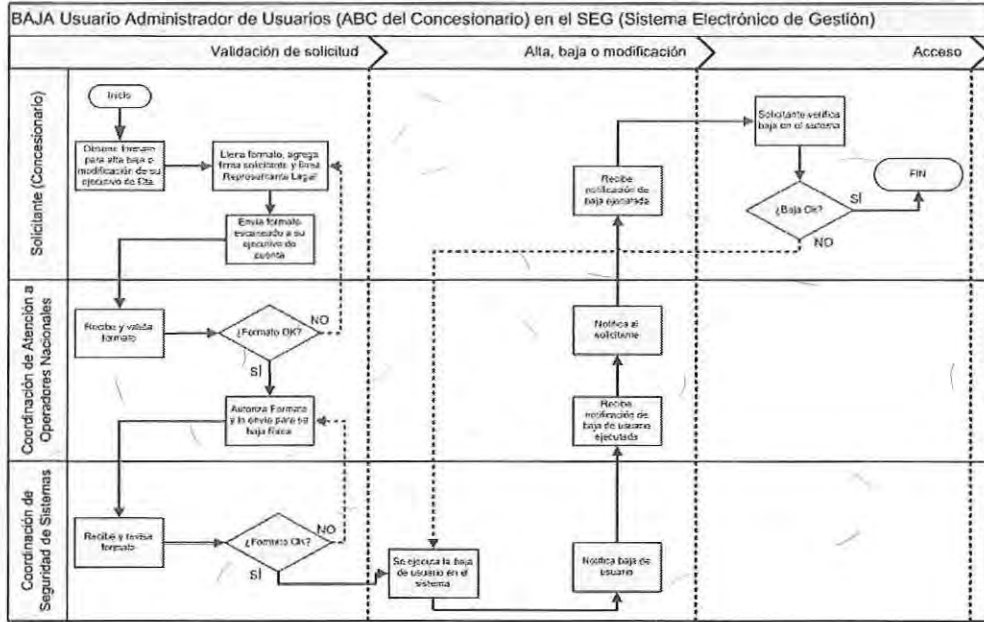 BAJA Usuario Administrador de Usuarios (ABC del Concesionario) en el SEG (Sistema Electrónico de Gestión)
Validación de solicitud
Alta, baja o modificación
Acceso
Solicitante (Concesionario)
Inicio
Obtiene formato
para alta baja o
modificación de su
ejecutivo de Cta.
Llena formato, agrega
firma solicitante y firma
Representante Legal
Envía formato
escaneado a su
ejecutivo de
cuenta
Recibe
notificación de
baja ejecutada
Solicitante verifica
baja en el sistema
¿Baja Ok?
SÍ
NO
FIN
Coordinación de Atención a
Operadores Nacionales
Recibe y valida
formato
¿Formato OK?
NO
SÍ
Autoriza Formato
y lo envía para su
baja física
Notifica al
solicitante
Recibe
notificación de
baja de usuario
ejecutada
Coordinación de
Seguridad de Sistemas
Recibe y revisa
formato
¿Formato Ok?
NO
SÍ
Se ejecuta la baja
de usuario en el
sistema
Notifica baja de
usuario